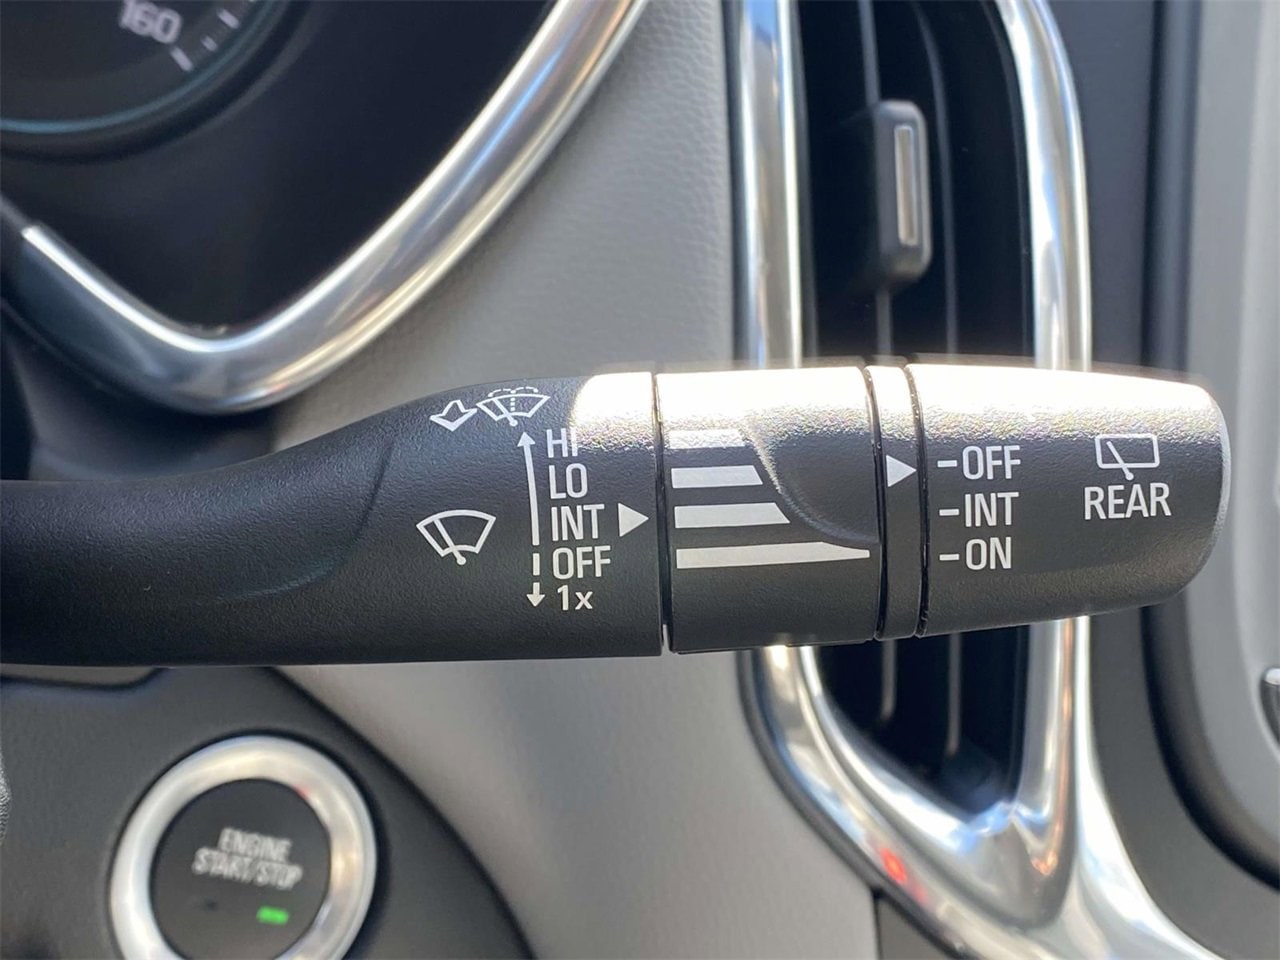 160
HI
LO
INT
OFF
1x
-OFF
-INT
-ON
REAR
ENGINE
START/STOP